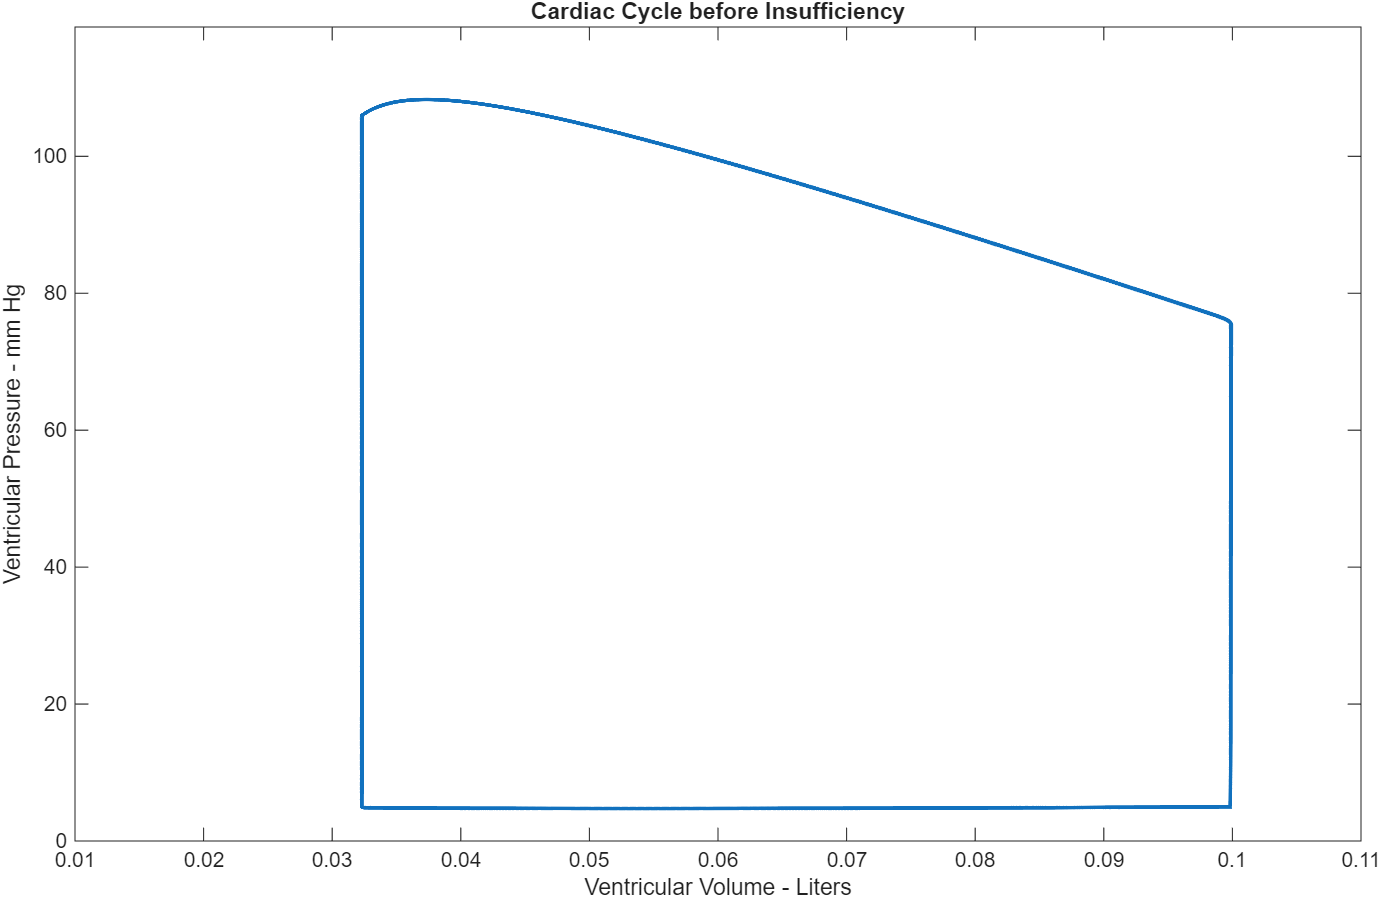 Cardiac Cycle before Insufficiency
Ventricular Pressure - mm Hg
100
80
60
40
20
0
0.01 0.02 0.03 0.04 0.05 0.06 0.07 0.08 0.09 0.1 0.11
Ventricular Volume - Liters